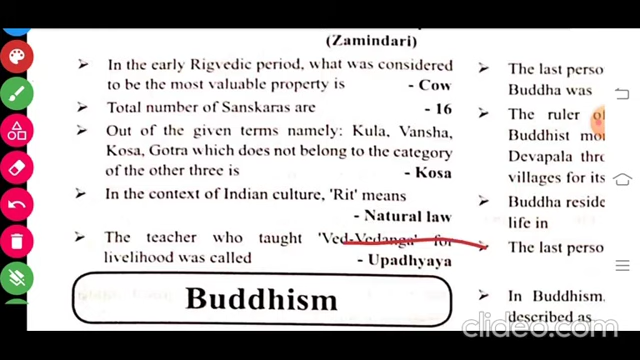 (Zamindari)
➢ In the early Rigvedic period, what was considered
to be the most valuable property is - Cow
➢ Total number of Sanskaras are - 16
➢ Out of the given terms namely: Kula, Vansha,
Kosa, Gotra which does not belong to the category
of the other three is - Kosa
➢ In the context of Indian culture, 'Rit' means
- Natural law
➢ The teacher who taught 'Ved-Vedanga' for
livelihood was called - Upadhyaya
Buddhism
➢ The last perso
Buddha was
➢ The ruler of
Buddhist mo
Devapala thr
villages for its
➢ Buddha reside
life in
➢ The last perso
➢ In Buddhism,
described as
clideo.com